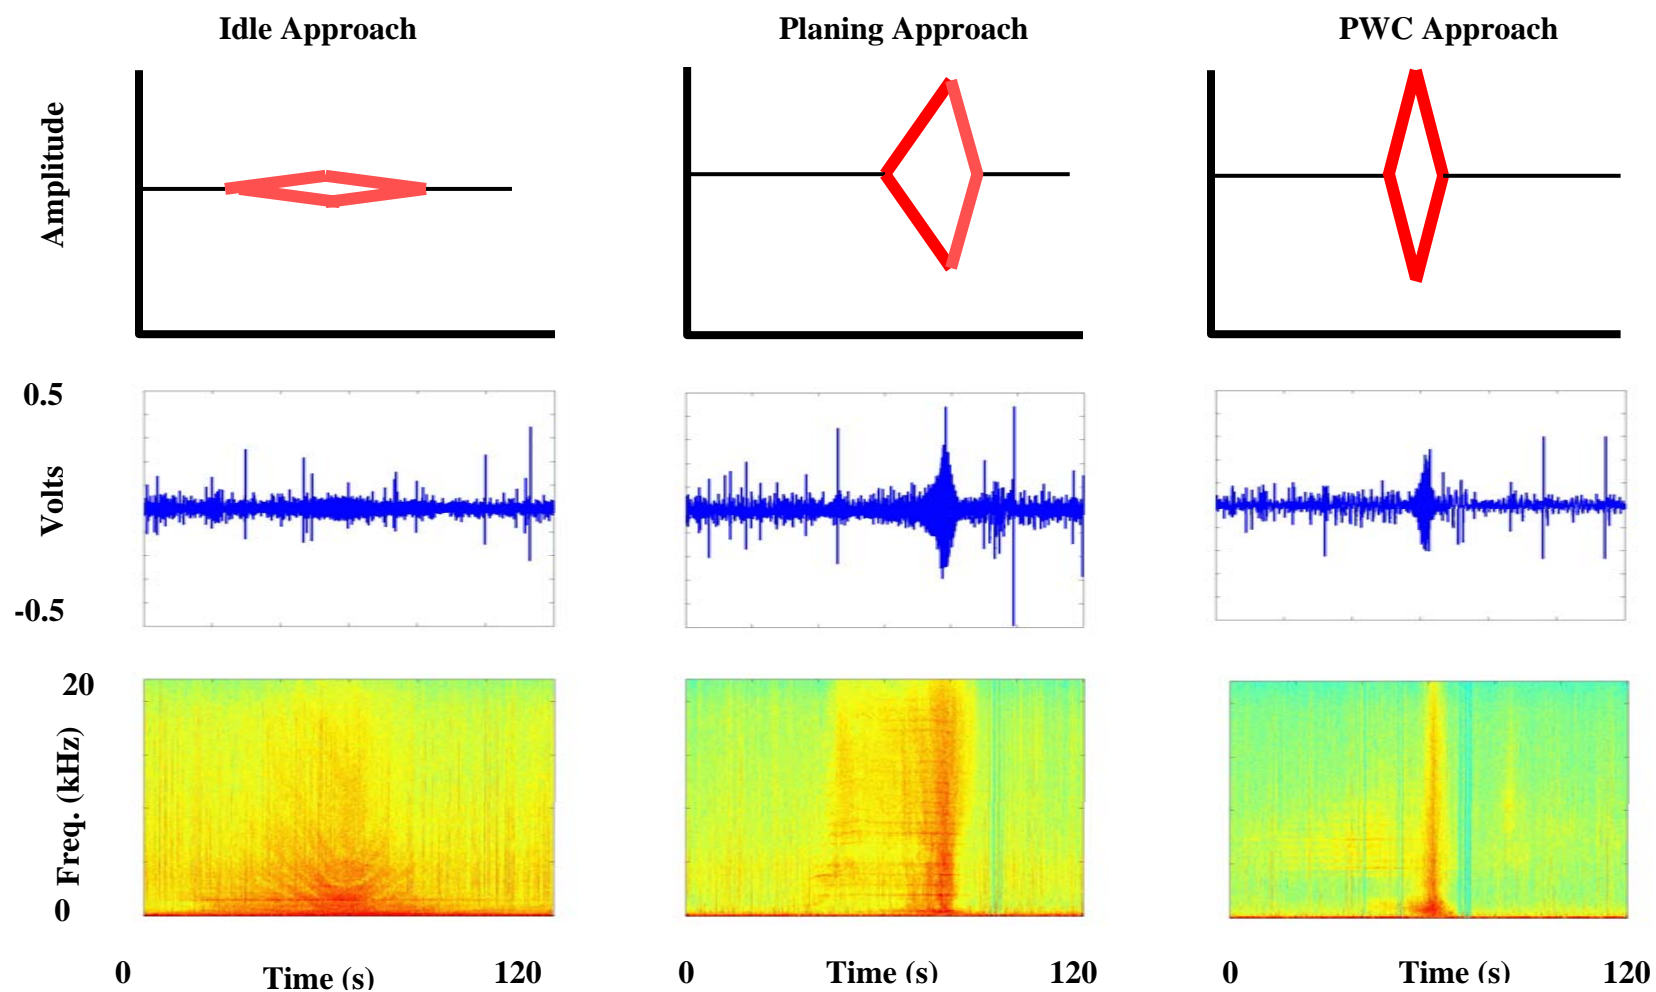 Idle Approach
Planing Approach
PWC Approach
Amplitude
0.5
Volts
-0.5
20
Freq. (kHz)
0
0
Time (s)
120
0
Time (s)
120
0
Time (s)
120